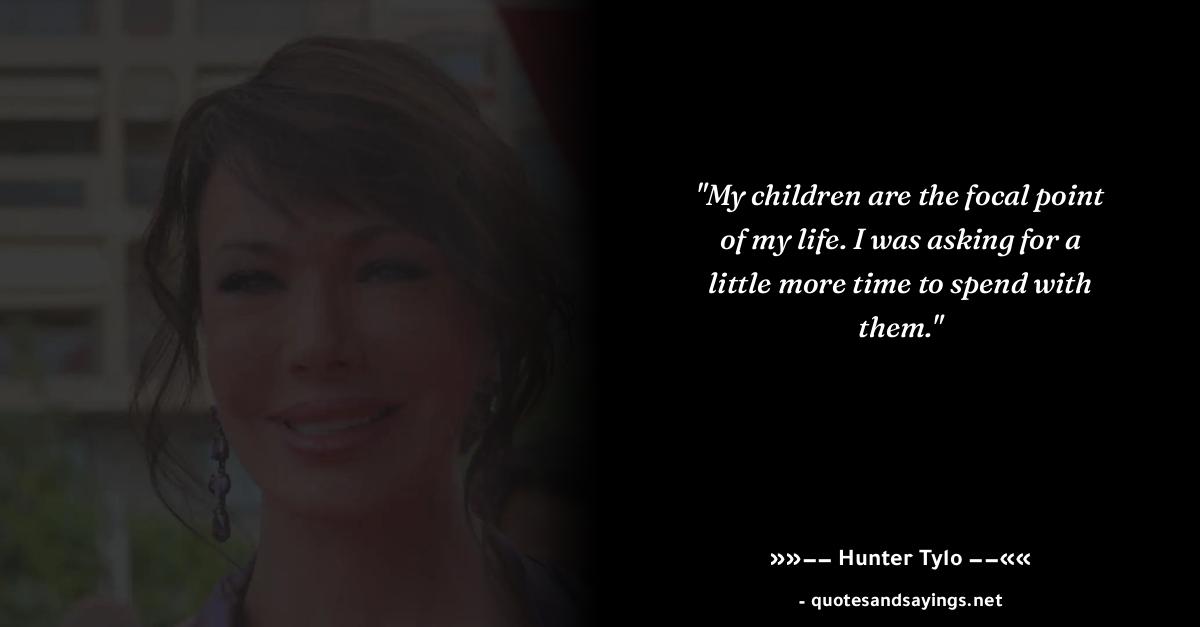 "My children are the focal point
of my life. I was asking for a
little more time to spend with
them."
»»–– Hunter Tylo ––««
- quotesandsayings.net